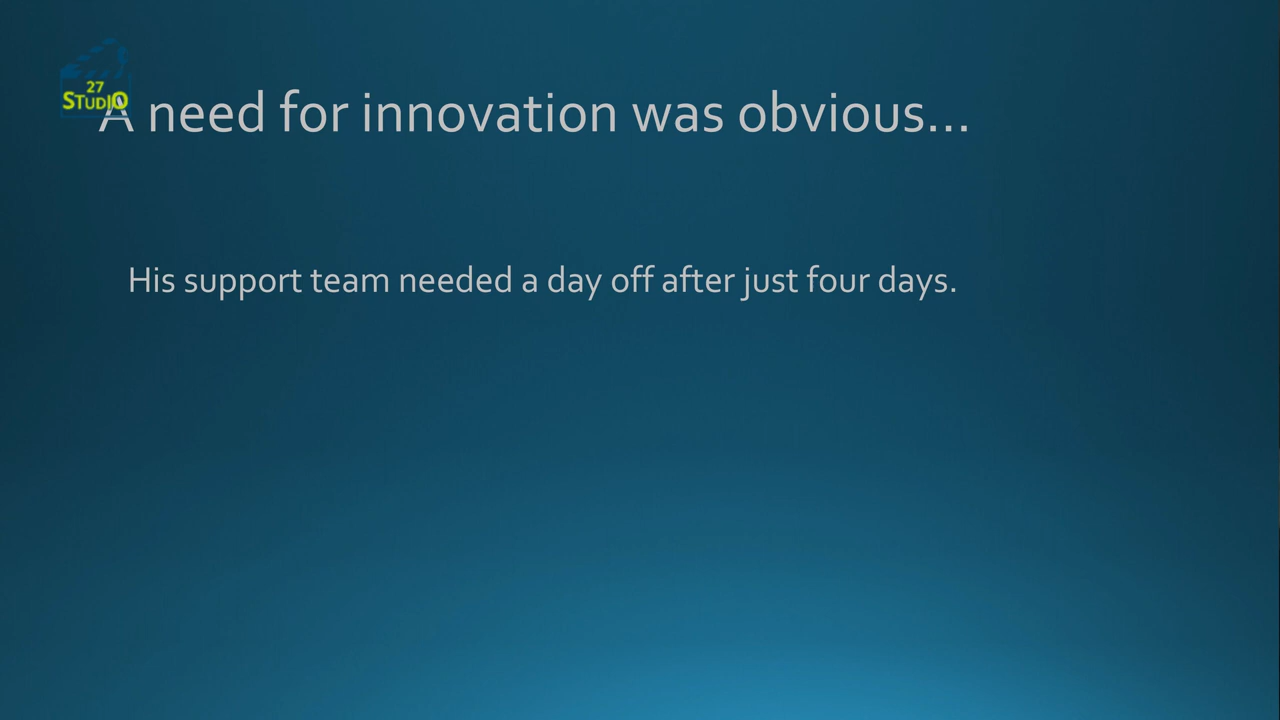 27
STUDIO
A need for innovation was obvious...
His support team needed a day off after just four days.